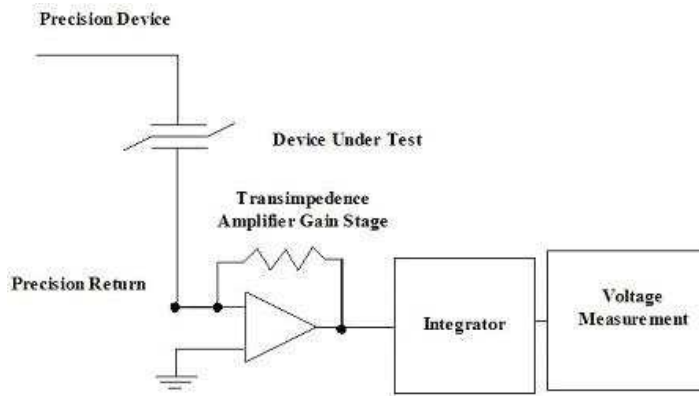 Precision Device
Device Under Test
Transimpedence
Amplifier Gain Stage
Precision Return
Integrator
Voltage
Measurement